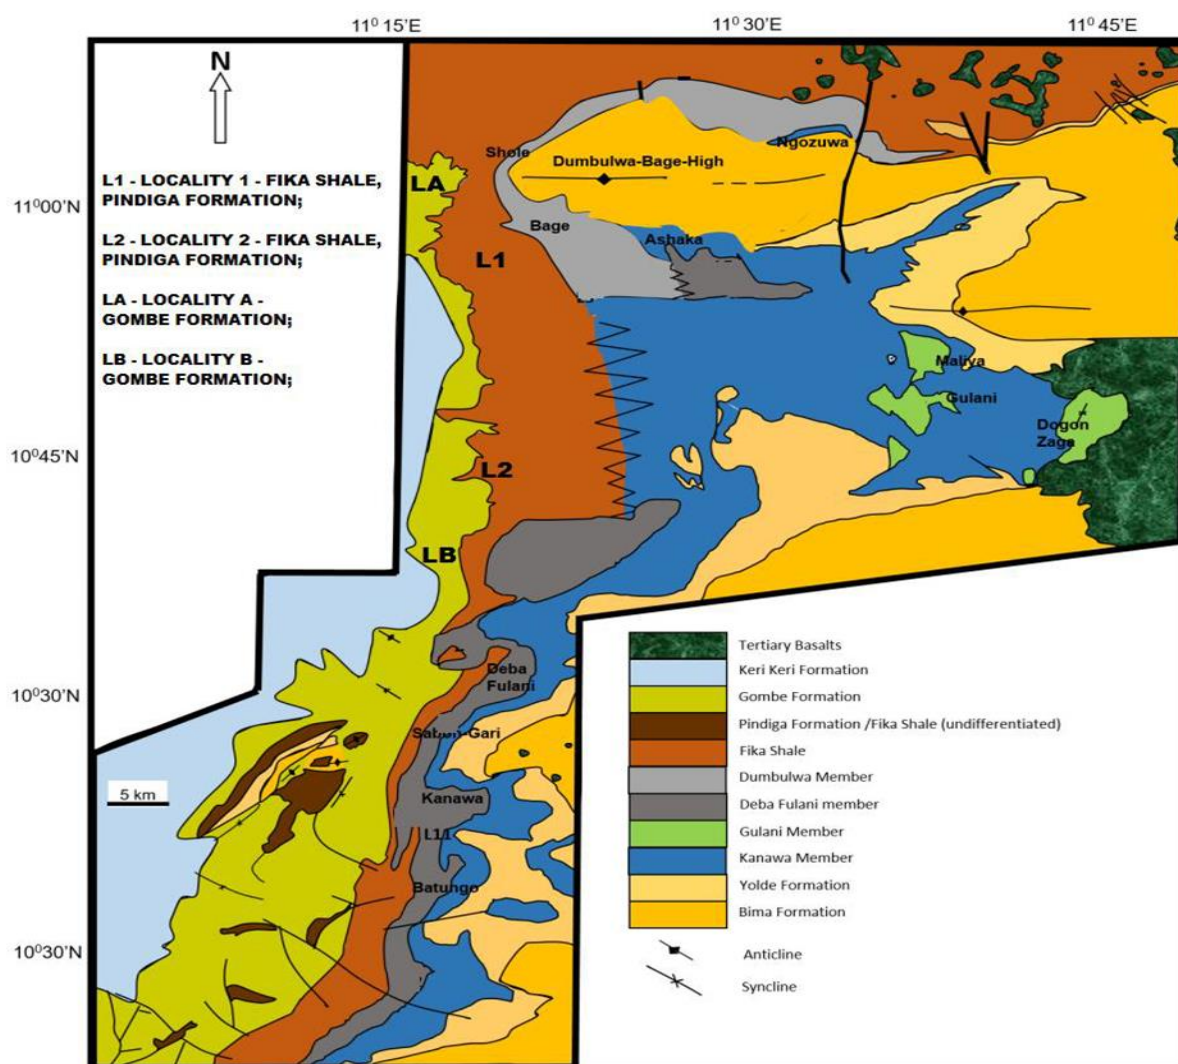 11⁰ 15’E
11⁰ 30’E
11⁰ 45’E
N
L1 - LOCALITY 1 - FIKA SHALE,
PINDIGA FORMATION;
L2 - LOCALITY 2 - FIKA SHALE,
PINDIGA FORMATION;
LA - LOCALITY A -
GOMBE FORMATION;
LB - LOCALITY B -
GOMBE FORMATION;
11⁰00’N
10⁰45’N
10⁰30’N
10⁰30’N
Ngozuwa
Shole
Dumbulwa-Bage-High
LA
Bage
Ashaka
L1
Maliya
Gulani
Dogon
Zaga
L2
LB
Deba
Fulani
Kanawa
L11
Batungo
5 km
Tertiary Basalts
Keri Keri Formation
Gombe Formation
Pindiga Formation /Fika Shale (undifferentiated)
Fika Shale
Dumbulwa Member
Deba Fulani member
Gulani Member
Kanawa Member
Yolde Formation
Bima Formation
Anticline
Syncline